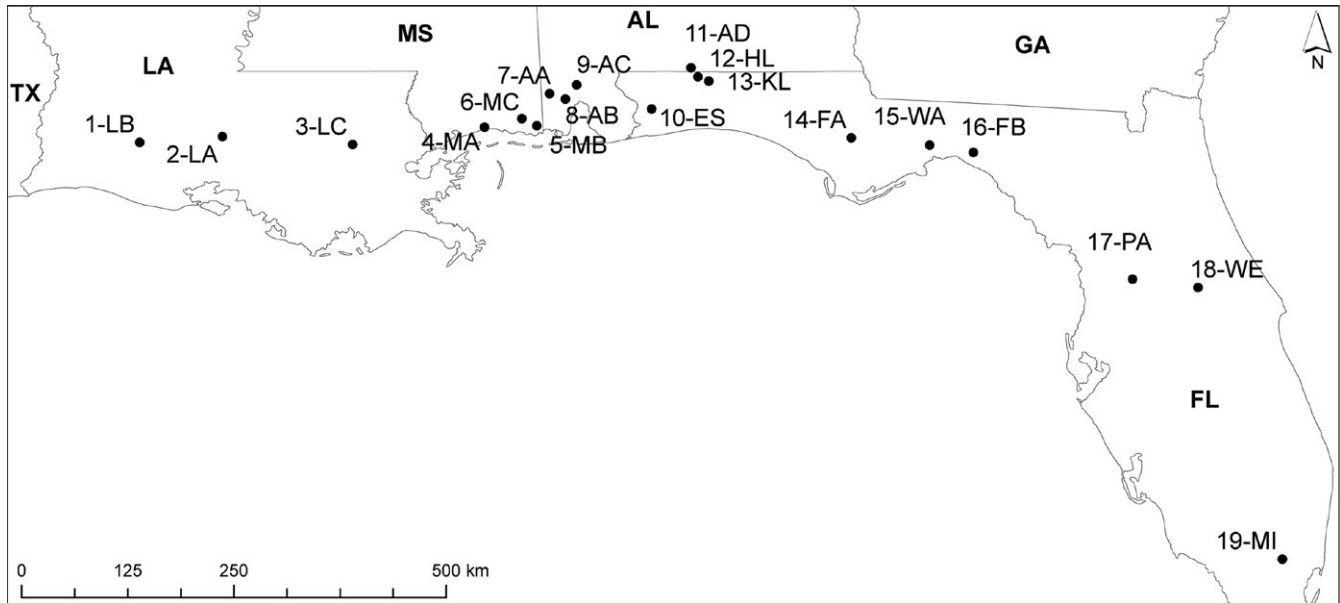 MS
AL
GA
N
LA
TX
11-AD
12-HL
13-KL
9-AC
7-AA
6-MC
8-AB
10-ES
1-LB
2-LA
3-LC
4-MA
5-MB
14-FA
15-WA
16-FB
17-PA
18-WE
FL
19-MI
0 125 250 500 km